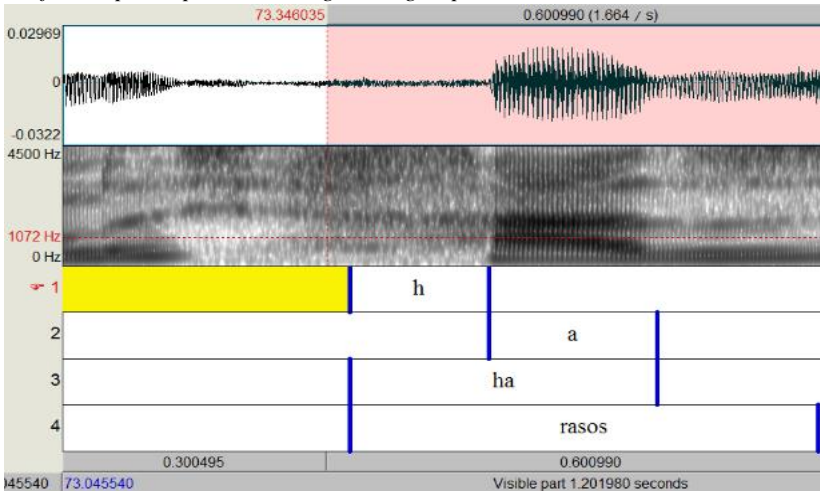 73.346035 0.600990 (1.664 / s)
0.02969
0
-0.0322
4500 Hz
1072 Hz
0 Hz
1 h
2 a
3 ha
4 rasos
0.300495 0.600990
045540 73.045540 Visible part 1.201980 seconds